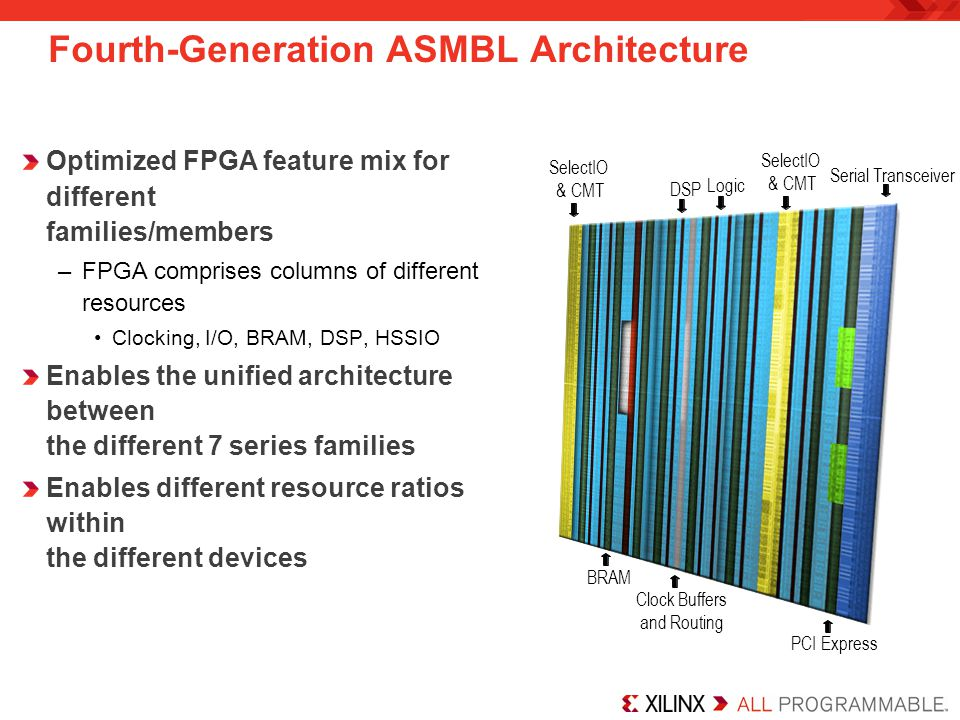 Fourth-Generation ASMBL Architecture
Optimized FPGA feature mix for
different
families/members
– FPGA comprises columns of different
resources
• Clocking, I/O, BRAM, DSP, HSSIO
Enables the unified architecture
between
the different 7 series families
Enables different resource ratios
within
the different devices
SelectIO
& CMT
DSP
Logic
SelectIO
& CMT
Serial Transceiver
BRAM
Clock Buffers
and Routing
PCI Express
XILINX ALL PROGRAMMABLE.